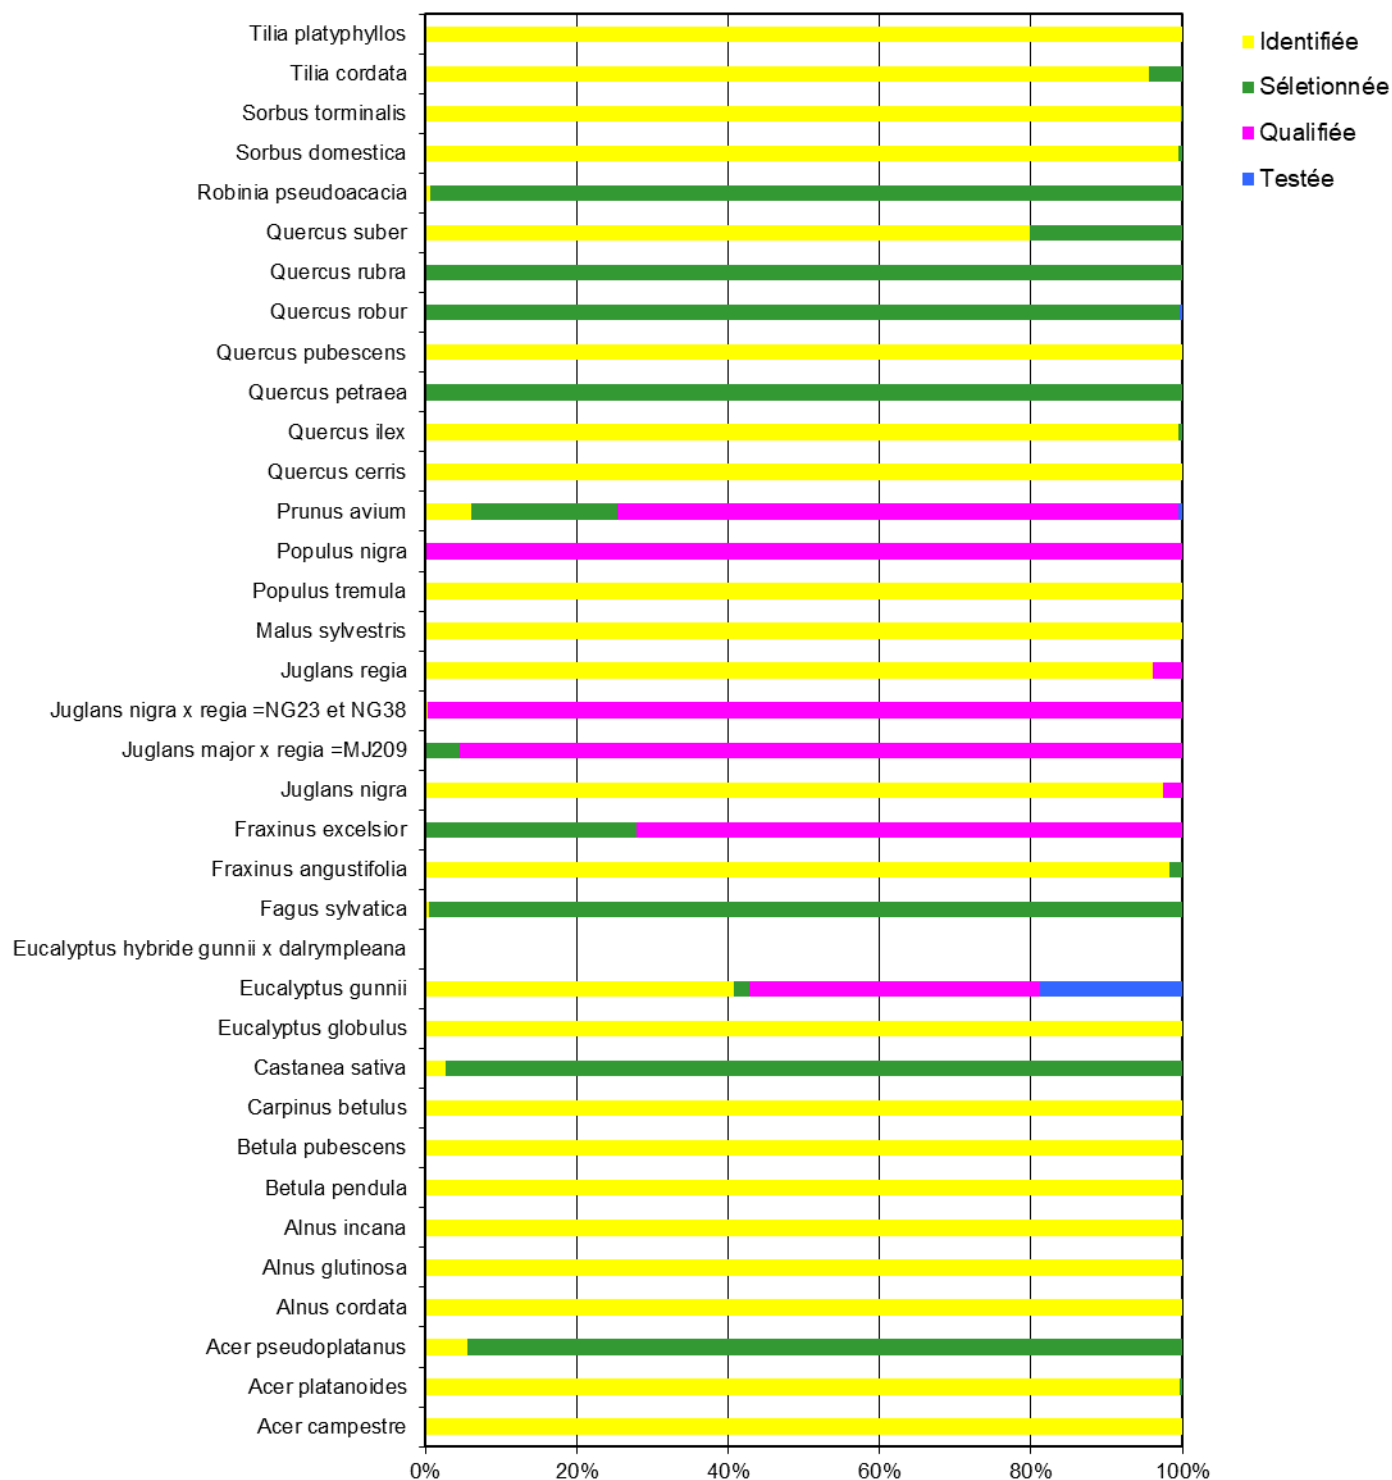 Tilia platyphyllos
Tilia cordata
Sorbus torminalis
Sorbus domestica
Robinia pseudoacacia
Quercus suber
Quercus rubra
Quercus robur
Quercus pubescens
Quercus petraea
Quercus ilex
Quercus cerris
Prunus avium
Populus nigra
Populus tremula
Malus sylvestris
Juglans regia
Juglans nigra x regia =NG23 et NG38
Juglans major x regia =MJ209
Juglans nigra
Fraxinus excelsior
Fraxinus angustifolia
Fagus sylvatica
Eucalyptus hybride gunnii x dalrympleana
Eucalyptus gunnii
Eucalyptus globulus
Castanea sativa
Carpinus betulus
Betula pubescens
Betula pendula
Alnus incana
Alnus glutinosa
Alnus cordata
Acer pseudoplatanus
Acer platanoides
Acer campestre
0% 20% 40% 60% 80% 100%
Identifiée
Séletionnée
Qualifiée
Testée